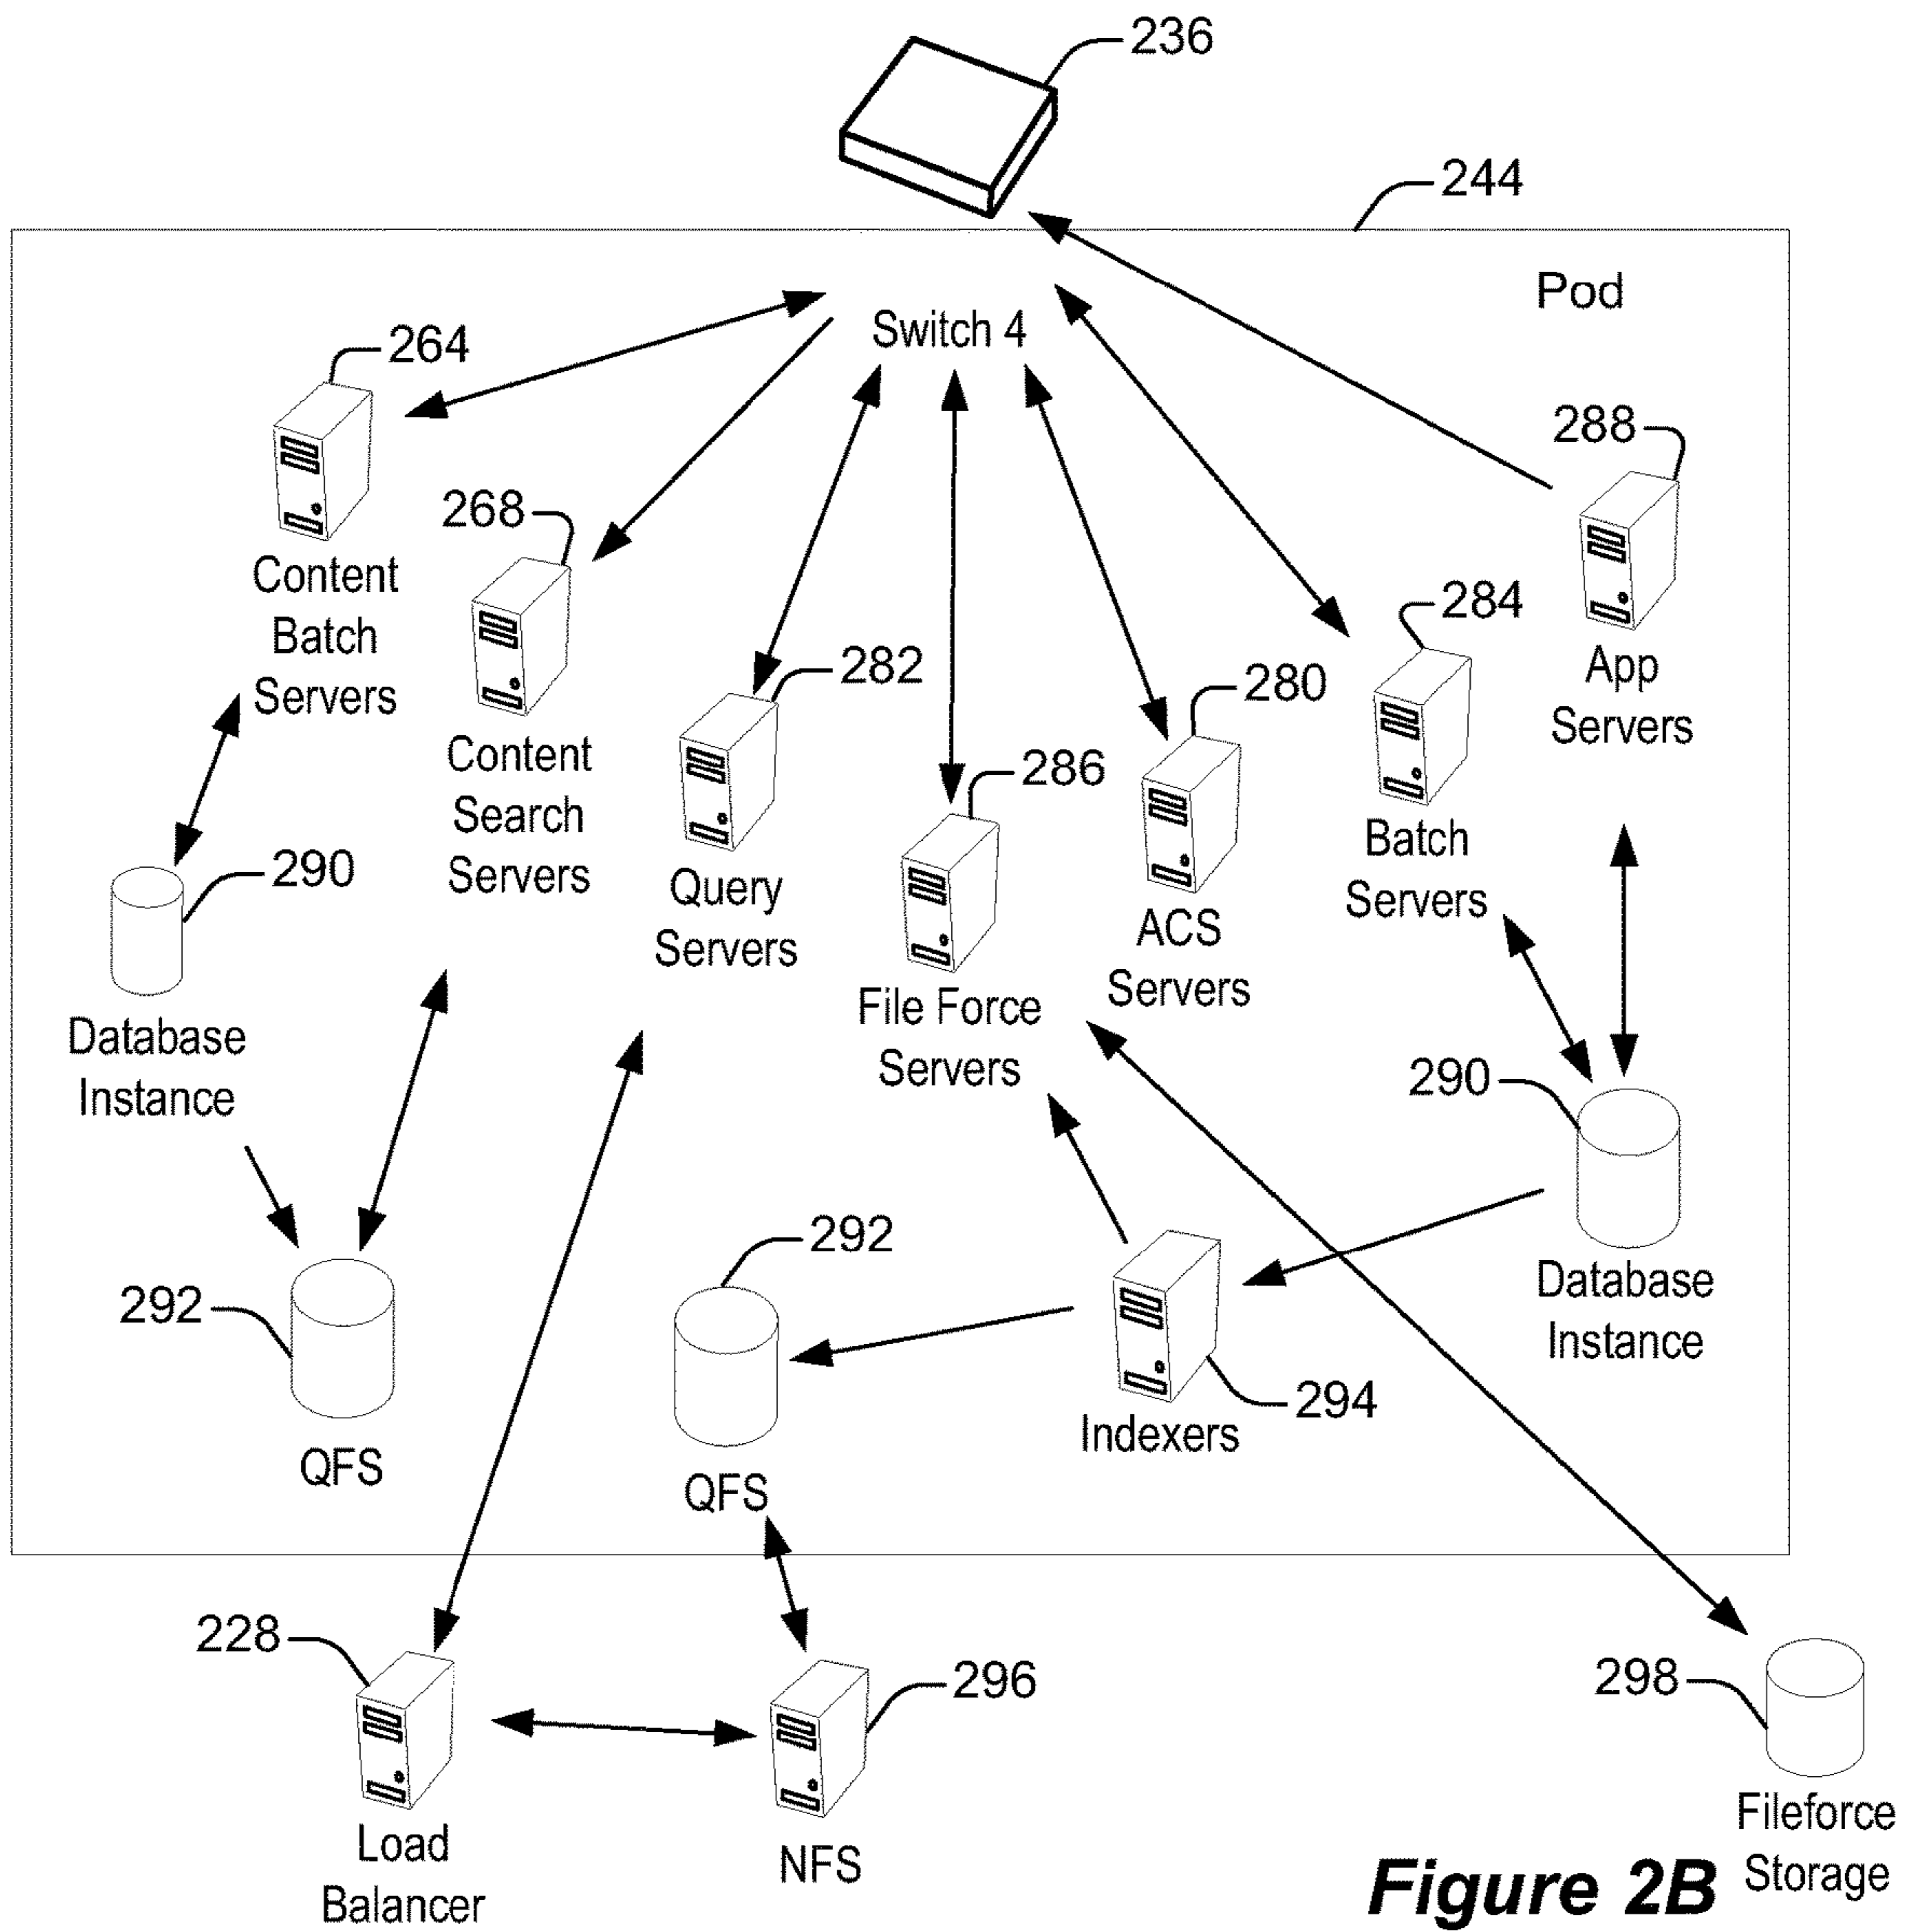 236
244
Pod
Switch 4
264
288
268
Content
Batch
Servers
284
App
Servers
282
280
Content
Search
Servers
286
Batch
Servers
290
Query
Servers
ACS
Servers
File Force
Servers
Database
Instance
290
292
292
Database
Instance
294
Indexers
QFS
QFS
228
296
298
Load
Balancer
NFS
Fileforce
Storage
Figure 2B